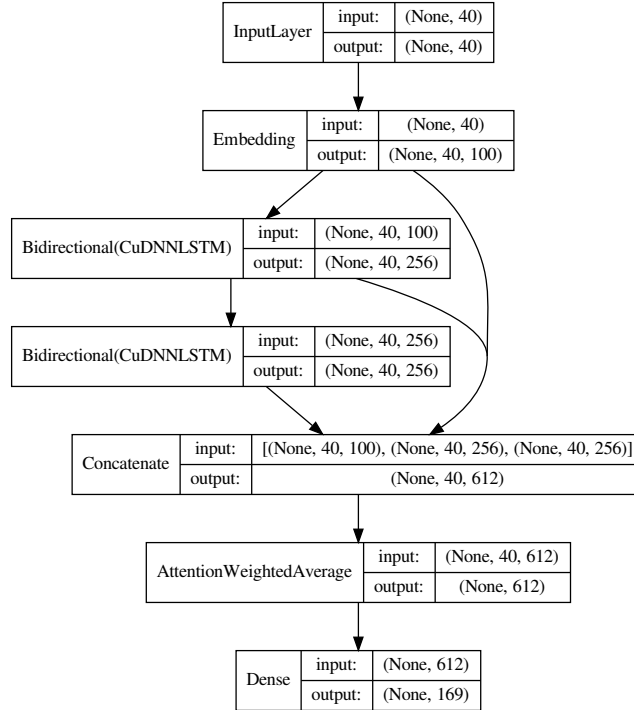 InputLayer
input: (None, 40)
output: (None, 40)
Embedding
input: (None, 40)
output: (None, 40, 100)
Bidirectional(CuDNNLSTM)
input: (None, 40, 100)
output: (None, 40, 256)
Bidirectional(CuDNNLSTM)
input: (None, 40, 256)
output: (None, 40, 256)
Concatenate
input: [(None, 40, 100), (None, 40, 256), (None, 40, 256)]
output: (None, 40, 612)
AttentionWeightedAverage
input: (None, 40, 612)
output: (None, 612)
Dense
input: (None, 612)
output: (None, 169)